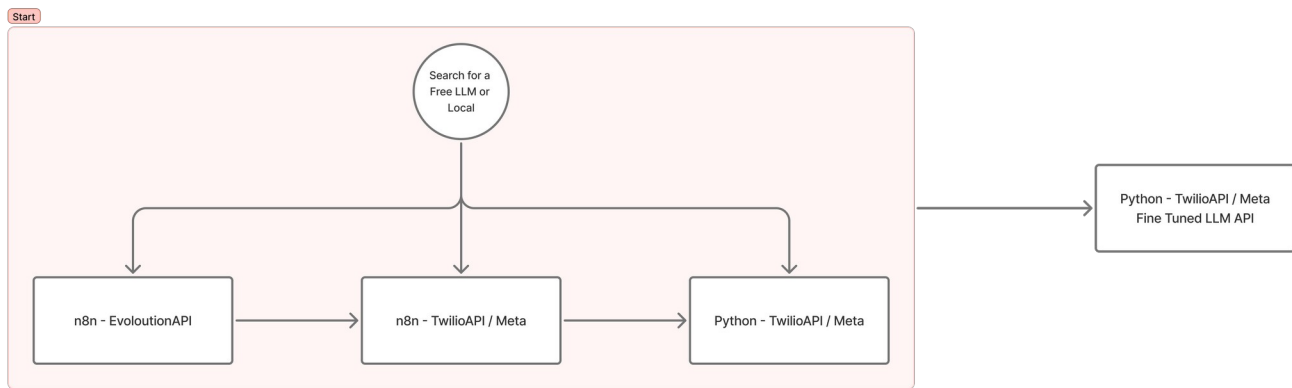 Start
Search for a
Free LLM or
Local
n8n - EvoloutionAPI
n8n - TwilioAPI / Meta
Python - TwilioAPI / Meta
Python - TwilioAPI / Meta
Fine Tuned LLM API